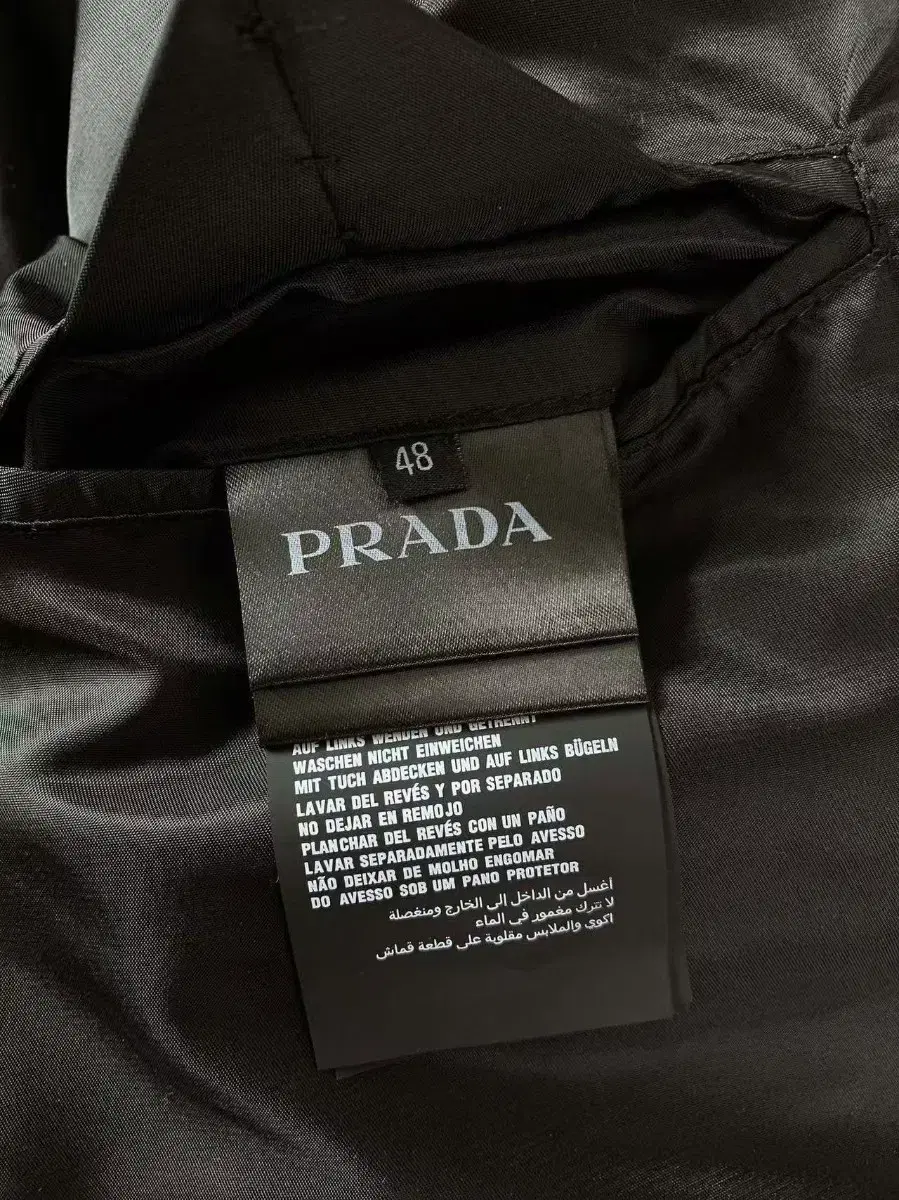 48
PRADA
AUF LINKS WENDEN UND GETRENNT
WASCHEN NICHT EINWEICHEN
MIT TUCH ABDECKEN UND AUF LINKS BÜGELN
LAVAR DEL REVÉS Y POR SEPARADO
NO DEJAR EN REMOJO
PLANCHAR DEL REVÉS CON UN PAÑO
LAVAR SEPARADAMENTE PELO AVESSO
NÃO DEIXAR DE MOLHO ENGOMAR
DO AVESSO SOB UM PANO PROTETOR
أغسل من الداخل إلى الخارج ومنفصلة
لا تترك مغمور في الماء
اكوي والملابس مقلوبة على قطعة قماش